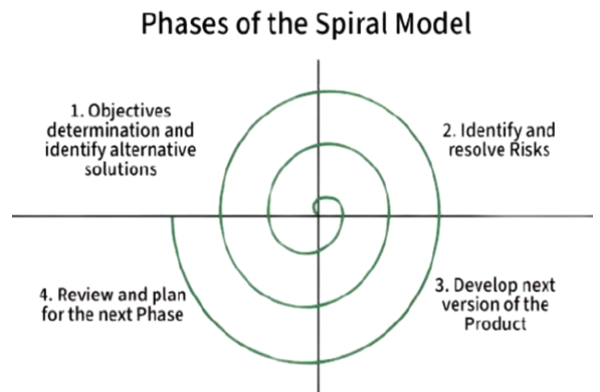 Phases of the Spiral Model
1. Objectives
determination and
identify alternative
solutions
2. Identify and
resolve Risks
4. Review and plan
for the next Phase
3. Develop next
version of the
Product